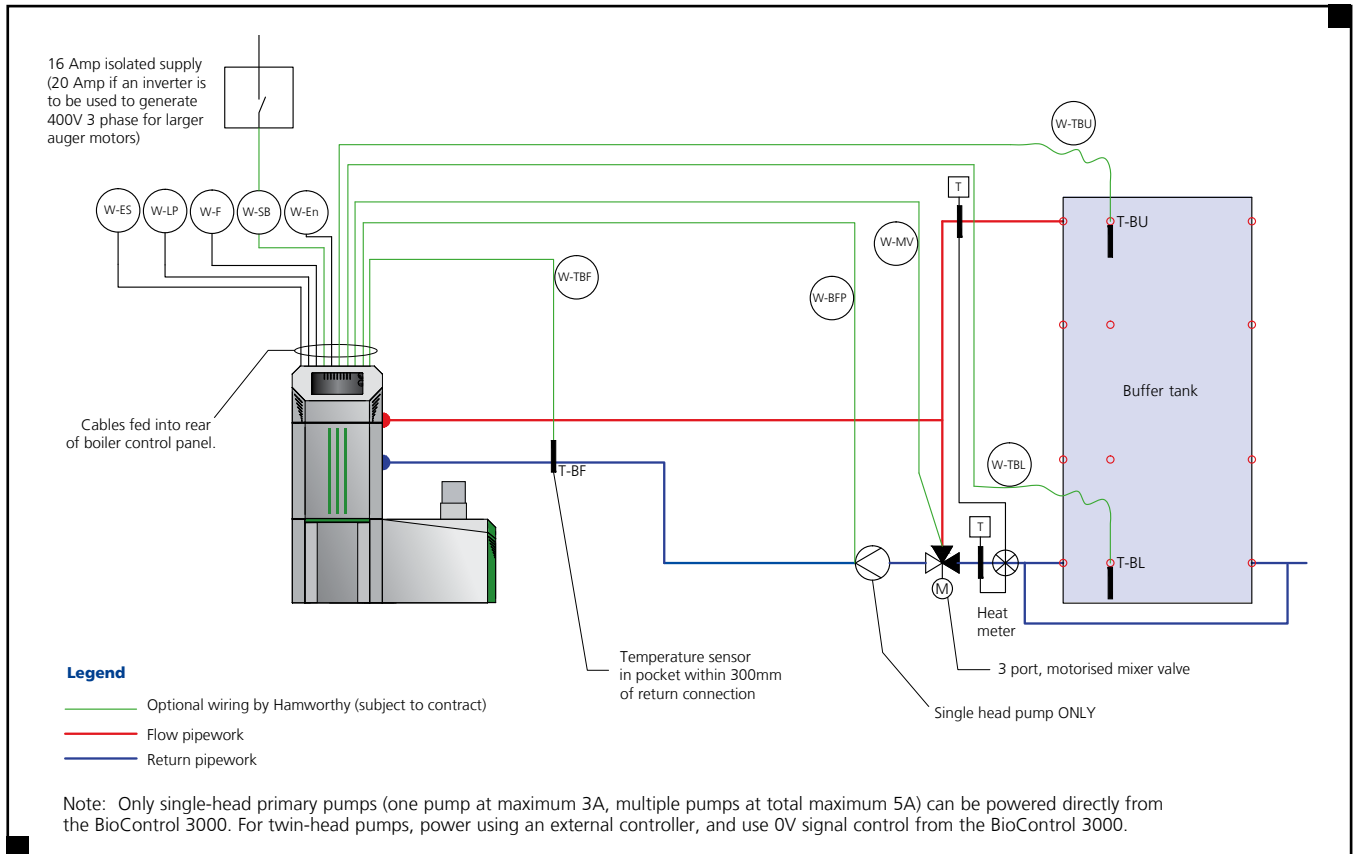 16 Amp isolated supply
(20 Amp if an inverter is
to be used to generate
400V 3 phase for larger
auger motors)
W-TBU
T
W-ES
W-LP
W-F
W-SB
W-En
T-BU
W-MV
W-TBF
W-BFP
Buffer tank
Cables fed into rear
of boiler control panel.
W-TBL
T-BF
T
T-BL
M
Heat
meter
Temperature sensor
in pocket within 300mm
of return connection
3 port, motorised mixer valve
Single head pump ONLY
Legend
Optional wiring by Hamworthy (subject to contract)
Flow pipework
Return pipework
Note: Only single-head primary pumps (one pump at maximum 3A, multiple pumps at total maximum 5A) can be powered directly from
the BioControl 3000. For twin-head pumps, power using an external controller, and use 0V signal control from the BioControl 3000.